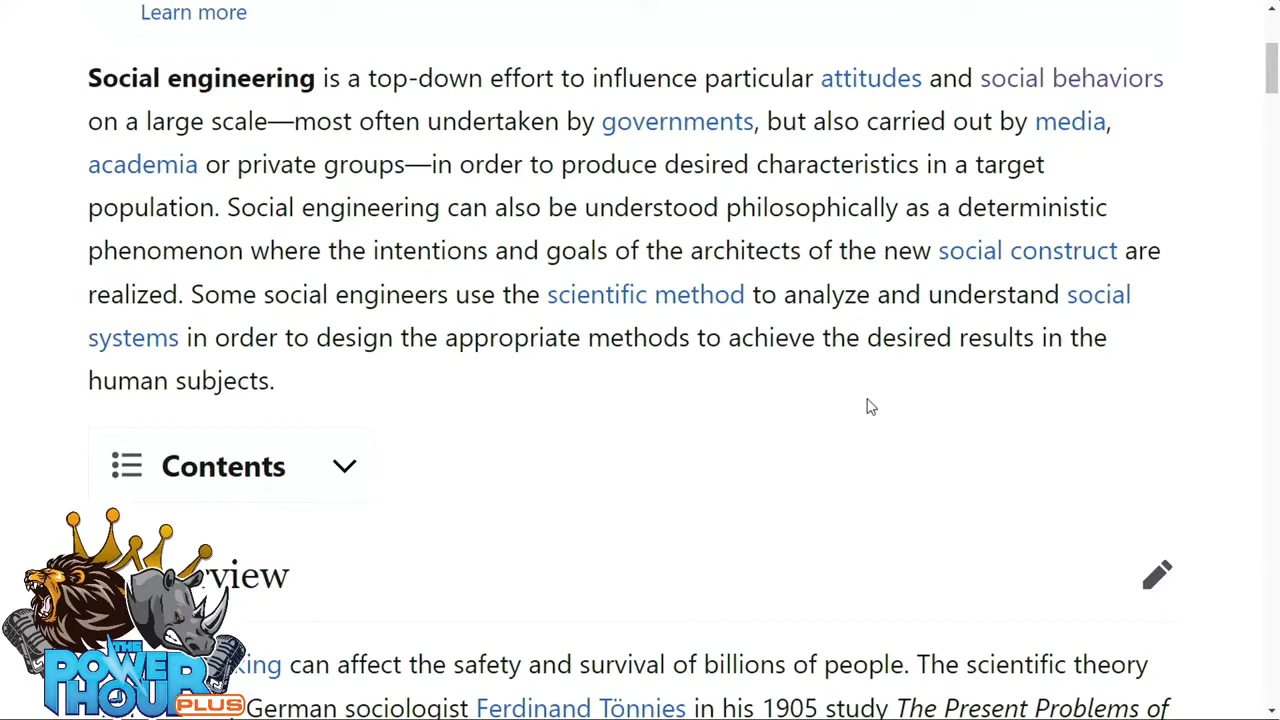 Learn more
Social engineering is a top-down effort to influence particular attitudes and social behaviors
on a large scale—most often undertaken by governments, but also carried out by media,
academia or private groups—in order to produce desired characteristics in a target
population. Social engineering can also be understood philosophically as a deterministic
phenomenon where the intentions and goals of the architects of the new social construct are
realized. Some social engineers use the scientific method to analyze and understand social
systems in order to design the appropriate methods to achieve the desired results in the
human subjects.
Contents
rview
king can affect the safety and survival of billions of people. The scientific theory
German sociologist Ferdinand Tönnies in his 1905 study The Present Problems of
THE
POWER
HOUR
PLUS